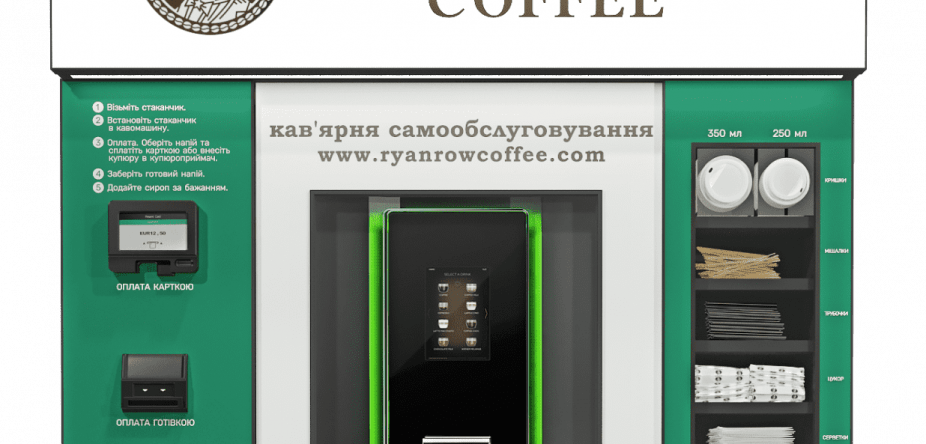 COFFEE
1 Візьміть стаканчик.
2 Встановіть стаканчик
в кавомашину.
3 Оплата. Оберіть напій та
сплатіть карткою або внесіть
купюру в купюроприймач.
4 Заберіть готовий напій.
5 Додайте сироп за бажанням.
ОПЛАТА КАРТКОЮ
ОПЛАТА ГОТІВКОЮ
кав'ярня самообслуговування
www.ryanrowcoffee.com
350 мл 250 мл
КРИШКИ
МІШАЛКИ
ТРУБОЧКИ
ЦУКОР
СЕРВЕТКИ